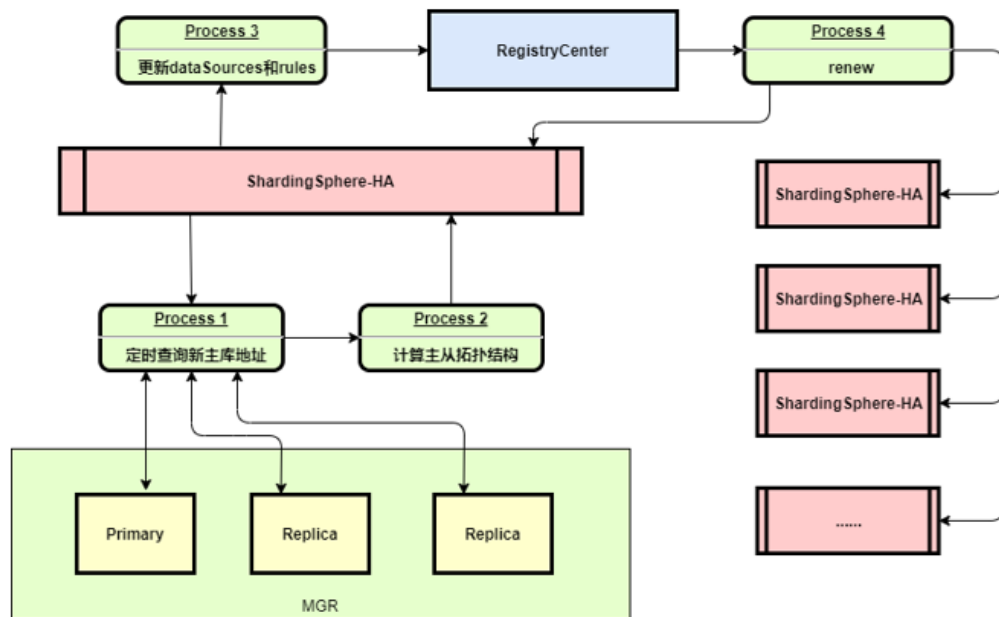 Process 3
更新dataSources和rules
RegistryCenter
Process 4
renew
ShardingSphere-HA
ShardingSphere-HA
ShardingSphere-HA
ShardingSphere-HA
......
Process 1
定时查询新主库地址
Process 2
计算主从拓扑结构
Primary
Replica
Replica
MGR